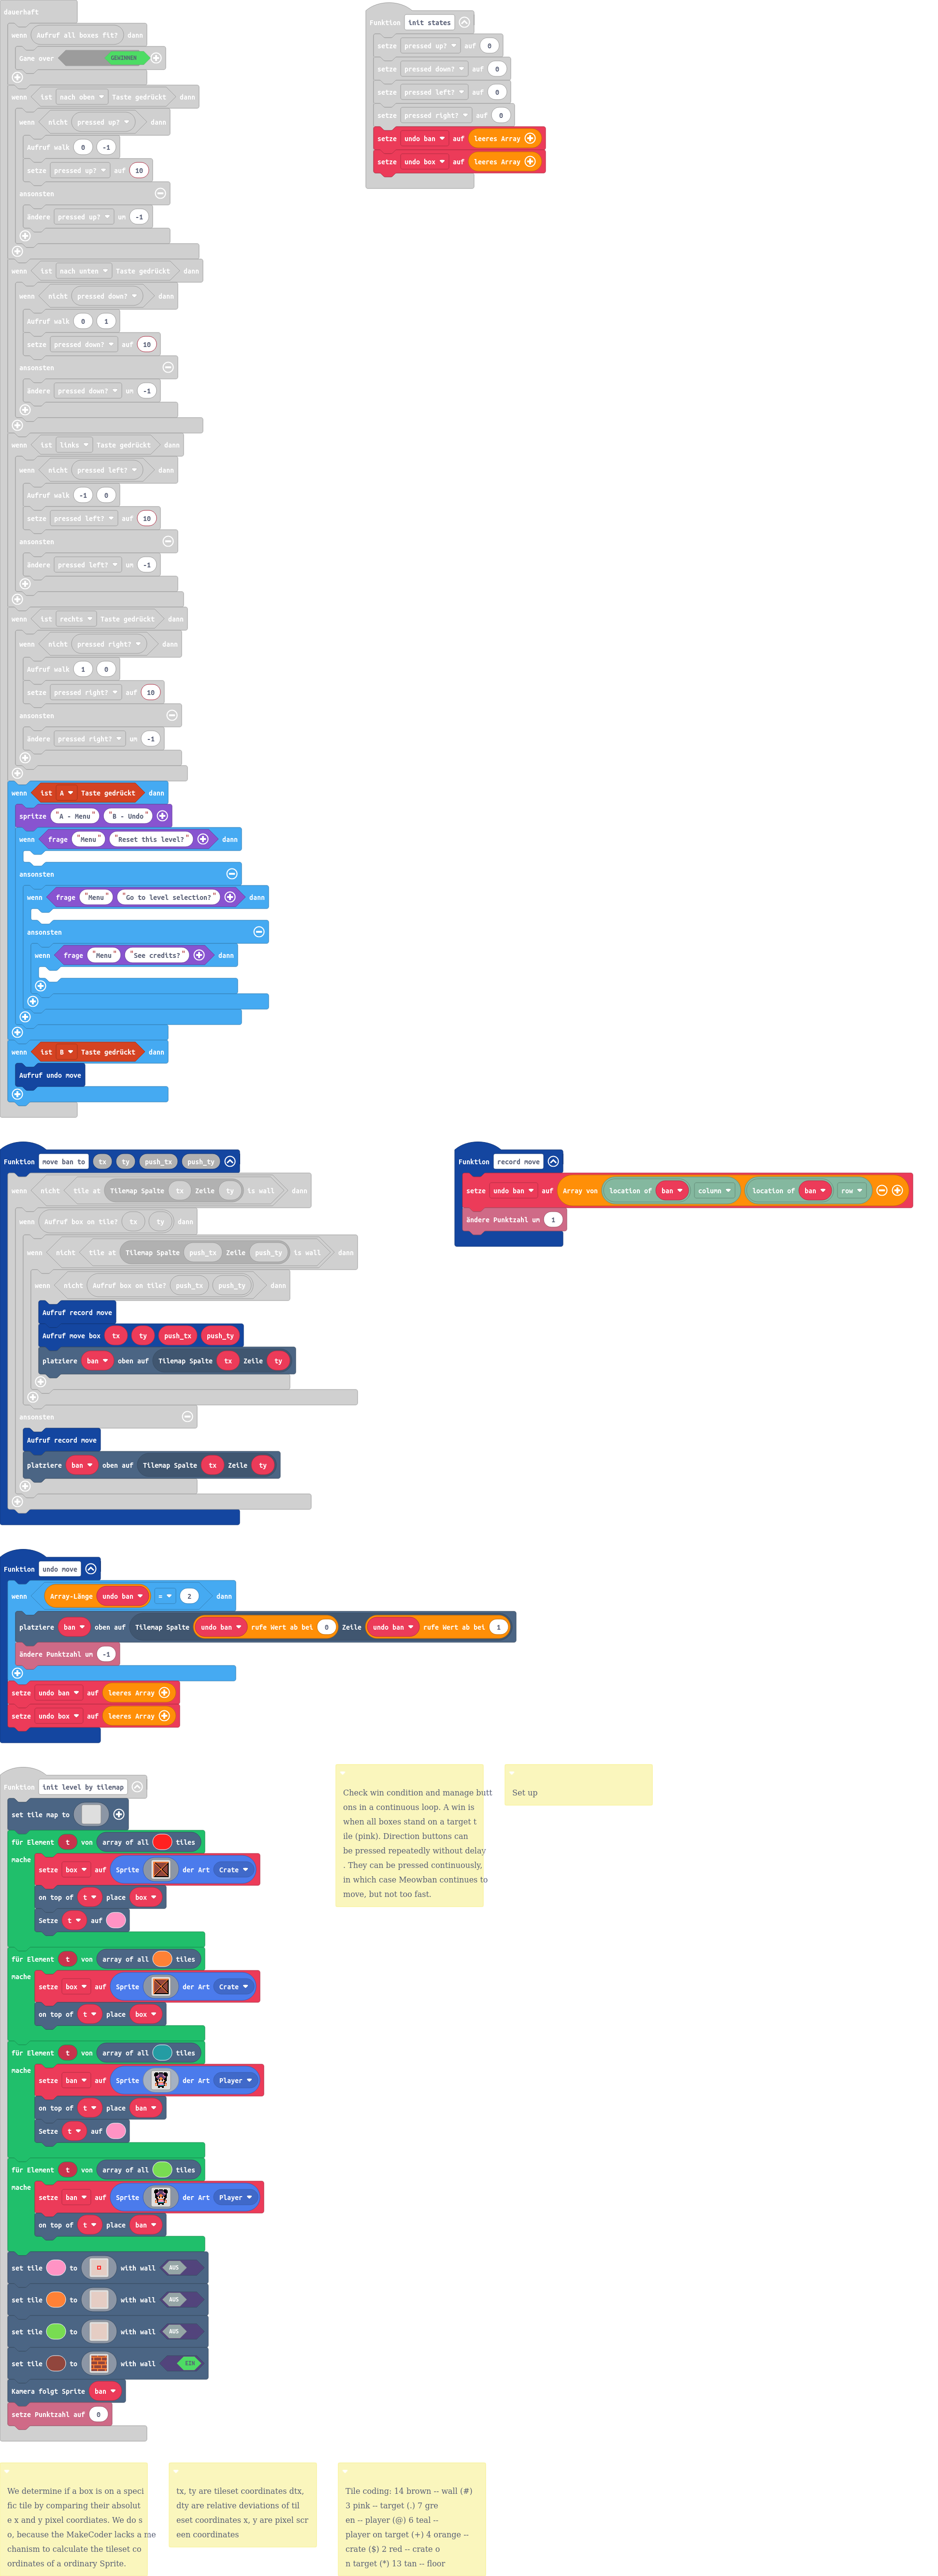 dauerhaft
wenn Aufruf all boxes fit? dann
Game over GEWINNEN
wenn ist nach oben Taste gedrückt dann
wenn nicht pressed up? dann
Aufruf walk 0 -1
setze pressed up? auf 10
ansonsten
ändere pressed up? um -1
wenn ist nach unten Taste gedrückt dann
wenn nicht pressed down? dann
Aufruf walk 0 1
setze pressed down? auf 10
ansonsten
ändere pressed down? um -1
wenn ist links Taste gedrückt dann
wenn nicht pressed left? dann
Aufruf walk -1 0
setze pressed left? auf 10
ansonsten
ändere pressed left? um -1
wenn ist rechts Taste gedrückt dann
wenn nicht pressed right? dann
Aufruf walk 1 0
setze pressed right? auf 10
ansonsten
ändere pressed right? um -1
wenn ist A Taste gedrückt dann
spritze "A - Menu" "B - Undo"
wenn frage "Menu" "Reset this level?" dann
ansonsten
wenn frage "Menu" "Go to level selection?" dann
ansonsten
wenn frage "Menu" "See credits?" dann
wenn ist B Taste gedrückt dann
Aufruf undo move
Funktion init states
setze pressed up? auf 0
setze pressed down? auf 0
setze pressed left? auf 0
setze pressed right? auf 0
setze undo ban auf leeres Array
setze undo box auf leeres Array
Funktion move ban to tx ty push_tx push_ty
wenn nicht tile at Tilemap Spalte tx Zeile ty is wall dann
wenn Aufruf box on tile? tx ty dann
wenn nicht tile at Tilemap Spalte push_tx Zeile push_ty is wall dann
wenn nicht Aufruf box on tile? push_tx push_ty dann
Aufruf record move
Aufruf move box tx ty push_tx push_ty
platziere ban oben auf Tilemap Spalte tx Zeile ty
ansonsten
Aufruf record move
platziere ban oben auf Tilemap Spalte tx Zeile ty
Funktion record move
setze undo ban auf Array von location of ban column location of ban row
ändere Punktzahl um 1
Funktion undo move
wenn Array-Länge undo ban = 2 dann
platziere ban oben auf Tilemap Spalte undo ban rufe Wert ab bei 0 Zeile undo ban rufe Wert ab bei 1
ändere Punktzahl um -1
setze undo ban auf leeres Array
setze undo box auf leeres Array
Funktion init level by tilemap
set tile map to
für Element t von array of all tiles
mache
setze box auf Sprite der Art Crate
on top of t place box
Setze t auf
für Element t von array of all tiles
mache
setze box auf Sprite der Art Crate
on top of t place box
für Element t von array of all tiles
mache
setze ban auf Sprite der Art Player
on top of t place ban
Setze t auf
für Element t von array of all tiles
mache
setze ban auf Sprite der Art Player
on top of t place ban
set tile to with wall AUS
set tile to with wall AUS
set tile to with wall AUS
set tile to with wall EIN
Kamera folgt Sprite ban
setze Punktzahl auf 0
Check win condition and manage butt
ons in a continuous loop. A win is
when all boxes stand on a target t
ile (pink). Direction buttons can
be pressed repeatedly without delay
. They can be pressed continuously,
in which case Meowban continues to
move, but not too fast.
Set up
We determine if a box is on a speci
fic tile by comparing their absolut
e x and y pixel coordiates. We do s
o, because the MakeCoder lacks a me
chanism to calculate the tileset co
ordinates of a ordinary Sprite.
tx, ty are tileset coordinates dtx,
dty are relative deviations of til
eset coordinates x, y are pixel scr
een coordinates
Tile coding: 14 brown -- wall (#)
3 pink -- target (.) 7 gre
en -- player (@) 6 teal --
player on target (+) 4 orange --
crate ($) 2 red -- crate o
n target (*) 13 tan -- floor